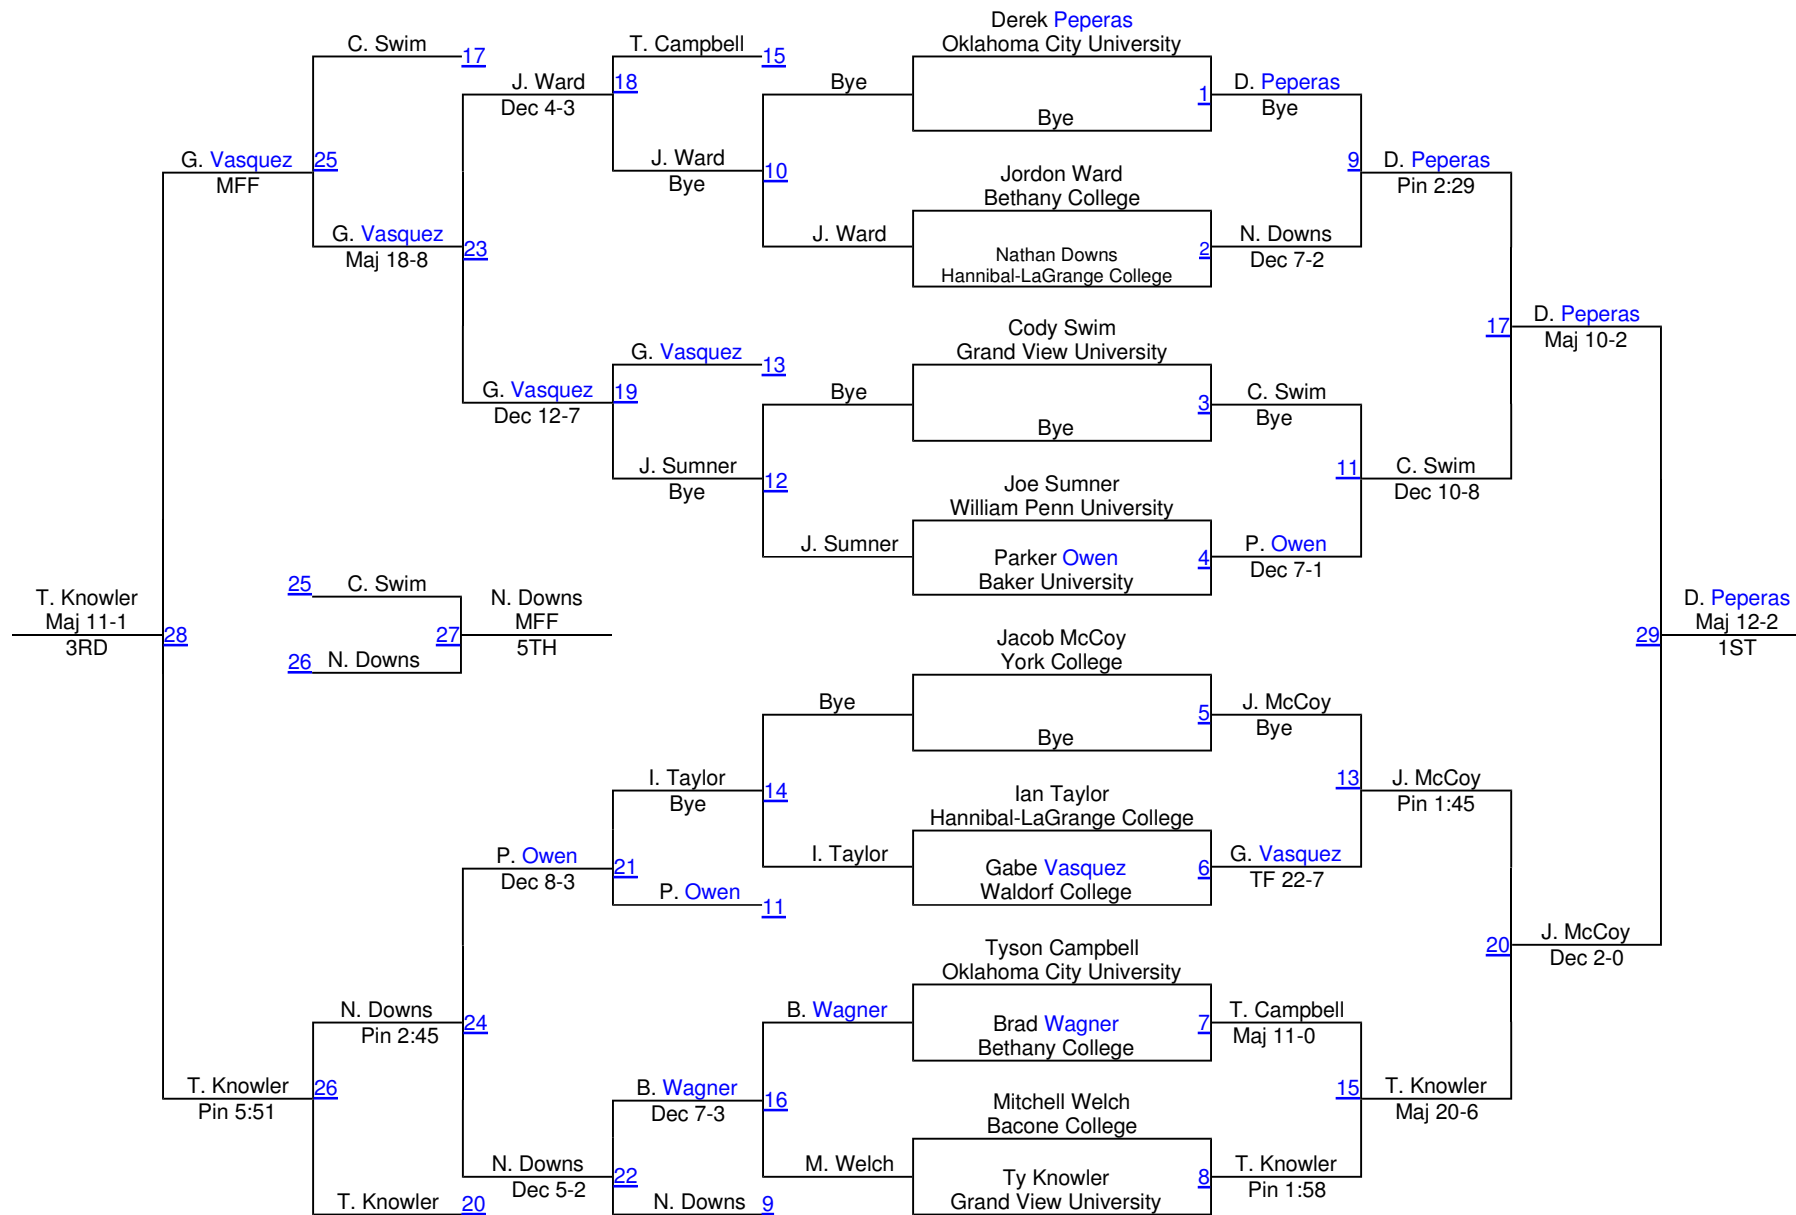 Derek Peperas
Oklahoma City University
C. Swim
17
T. Campbell
15
J. Ward
Dec 4-3
18
Bye
1
D. Peperas
Bye
Bye
G. Vasquez
MFF
25
J. Ward
Bye
10
Jordon Ward
Bethany College
9
D. Peperas
Pin 2:29
G. Vasquez
Maj 18-8
23
J. Ward
Nathan Downs
Hannibal-LaGrange College
2
N. Downs
Dec 7-2
Cody Swim
Grand View University
17
D. Peperas
Maj 10-2
G. Vasquez
13
G. Vasquez
Dec 12-7
19
Bye
3
C. Swim
Bye
Bye
J. Sumner
Bye
12
Joe Sumner
William Penn University
11
C. Swim
Dec 10-8
J. Sumner
Parker Owen
Baker University
4
P. Owen
Dec 7-1
T. Knowler
Maj 11-1
3RD
28
25
C. Swim
26
N. Downs
27
N. Downs
MFF
5TH
29
D. Peperas
Maj 12-2
1ST
Jacob McCoy
York College
Bye
5
J. McCoy
Bye
Bye
I. Taylor
Bye
14
Ian Taylor
Hannibal-LaGrange College
13
J. McCoy
Pin 1:45
P. Owen
Dec 8-3
21
I. Taylor
Gabe Vasquez
Waldorf College
6
G. Vasquez
TF 22-7
P. Owen
11
Tyson Campbell
Oklahoma City University
20
J. McCoy
Dec 2-0
N. Downs
Pin 2:45
24
B. Wagner
Brad Wagner
Bethany College
7
T. Campbell
Maj 11-0
T. Knowler
Pin 5:51
26
B. Wagner
Dec 7-3
16
Mitchell Welch
Bacone College
15
T. Knowler
Maj 20-6
N. Downs
Dec 5-2
22
M. Welch
Ty Knowler
Grand View University
8
T. Knowler
Pin 1:58
T. Knowler
20
N. Downs
9